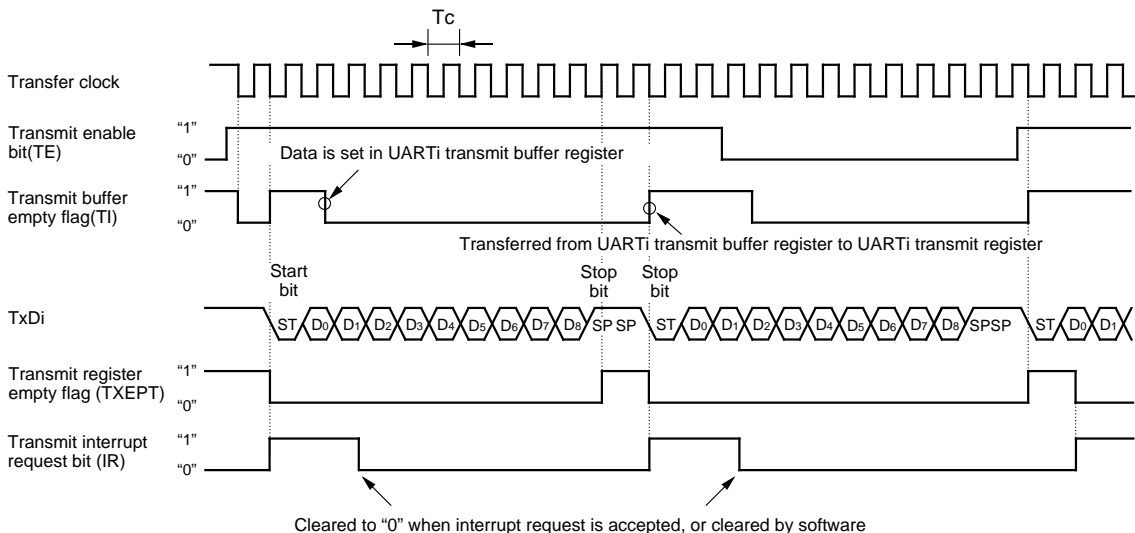 Tc
Transfer clock
Transmit enable
bit(TE)
“1”
“0”
Data is set in UARTi transmit buffer register
Transmit buffer
empty flag(TI)
“1”
“0”
Transferred from UARTi transmit buffer register to UARTi transmit register
Start
bit
Stop
bit
Stop
bit
TxDi
ST D0 D1 D2 D3 D4 D5 D6 D7 D8 SP SP ST D0 D1 D2 D3 D4 D5 D6 D7 D8 SPSP ST D0 D1
Transmit register
empty flag (TXEPT)
“1”
“0”
Transmit interrupt
request bit (IR)
“1”
“0”
Cleared to “0” when interrupt request is accepted, or cleared by software